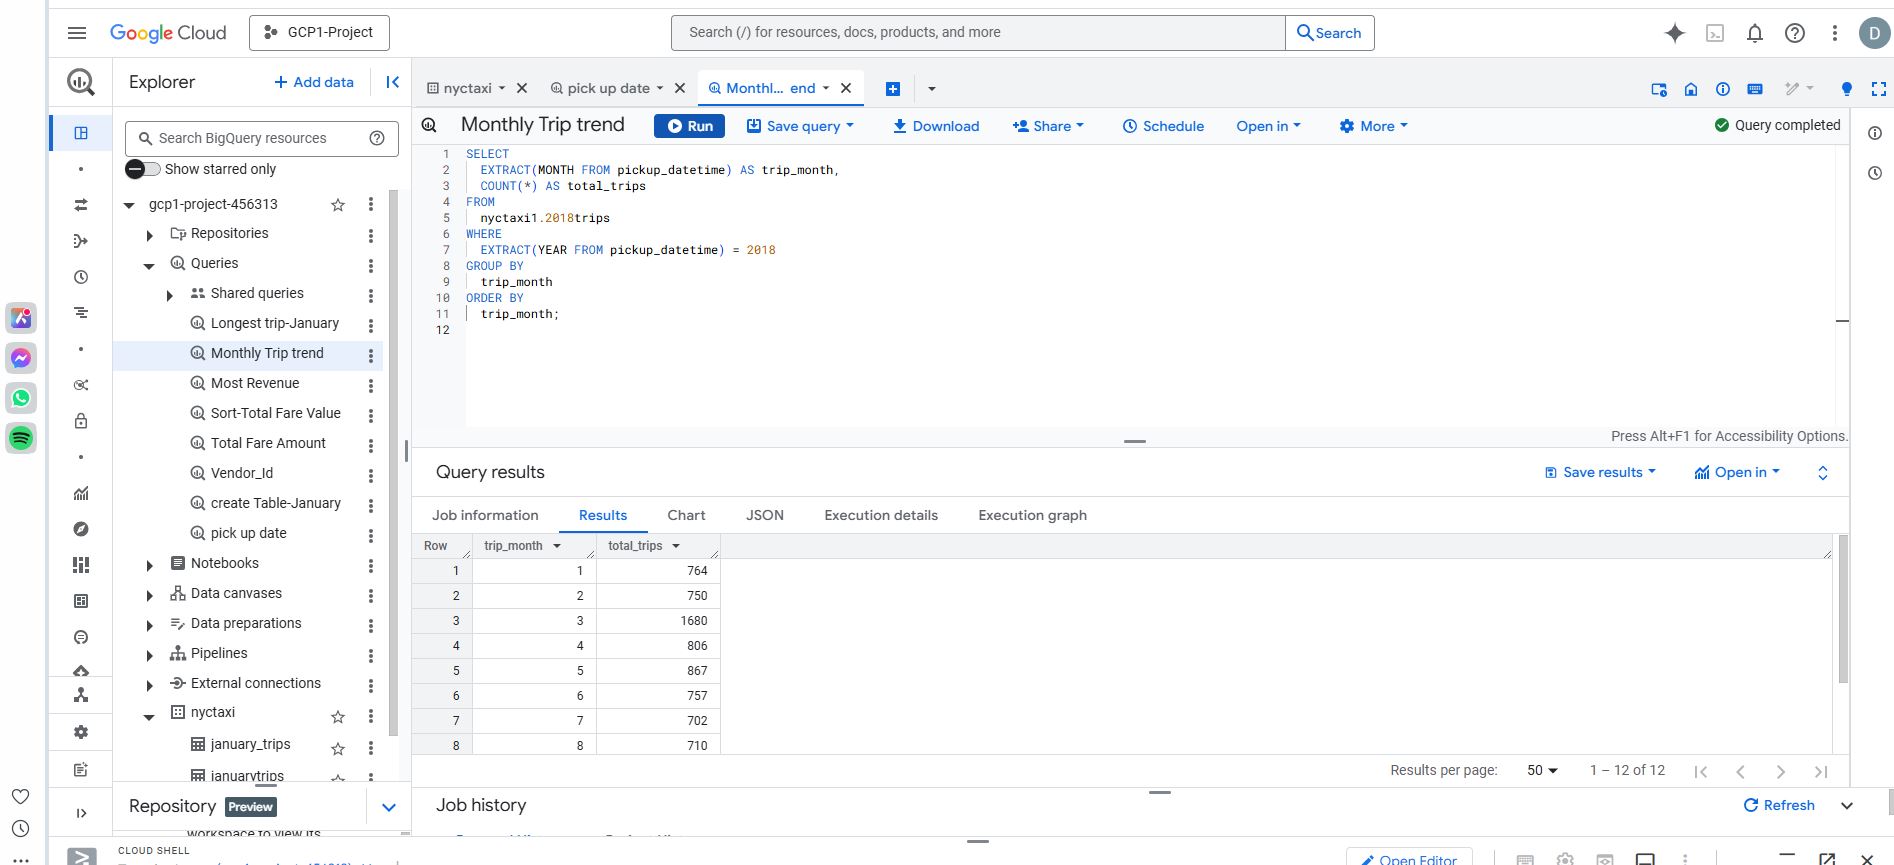 Google Cloud
GCP1-Project
Search (/) for resources, docs, products, and more
Search
D
Explorer
+ Add data
nyctaxi
pick up date
Monthl... end
Search BigQuery resources
Show starred only
Monthly Trip trend
Run
Save query
Download
Share
Schedule
Open in
More
Query completed
1 SELECT
2 EXTRACT(MONTH FROM pickup_datetime) AS trip_month,
3 COUNT(*) AS total_trips
4 FROM
5 nyctaxi1.2018trips
6 WHERE
7 EXTRACT(YEAR FROM pickup_datetime) = 2018
8 GROUP BY
9 trip_month
10 ORDER BY
11 trip_month;
12
Press Alt+F1 for Accessibility Options.
gcp1-project-456313
Repositories
Queries
Shared queries
Longest trip-January
Monthly Trip trend
Most Revenue
Sort-Total Fare Value
Total Fare Amount
Vendor_Id
create Table-January
pick up date
Notebooks
Data canvases
Data preparations
Pipelines
External connections
nyctaxi
january_trips
januarytrips
Repository Preview
workspace to view its
Query results
Save results
Open in
Job information
Results
Chart
JSON
Execution details
Execution graph
Row trip_month total_trips
1 1 764
2 2 750
3 3 1680
4 4 806
5 5 867
6 6 757
7 7 702
8 8 710
Results per page: 50 1 – 12 of 12
Job history
Refresh
CLOUD SHELL
Open Editor